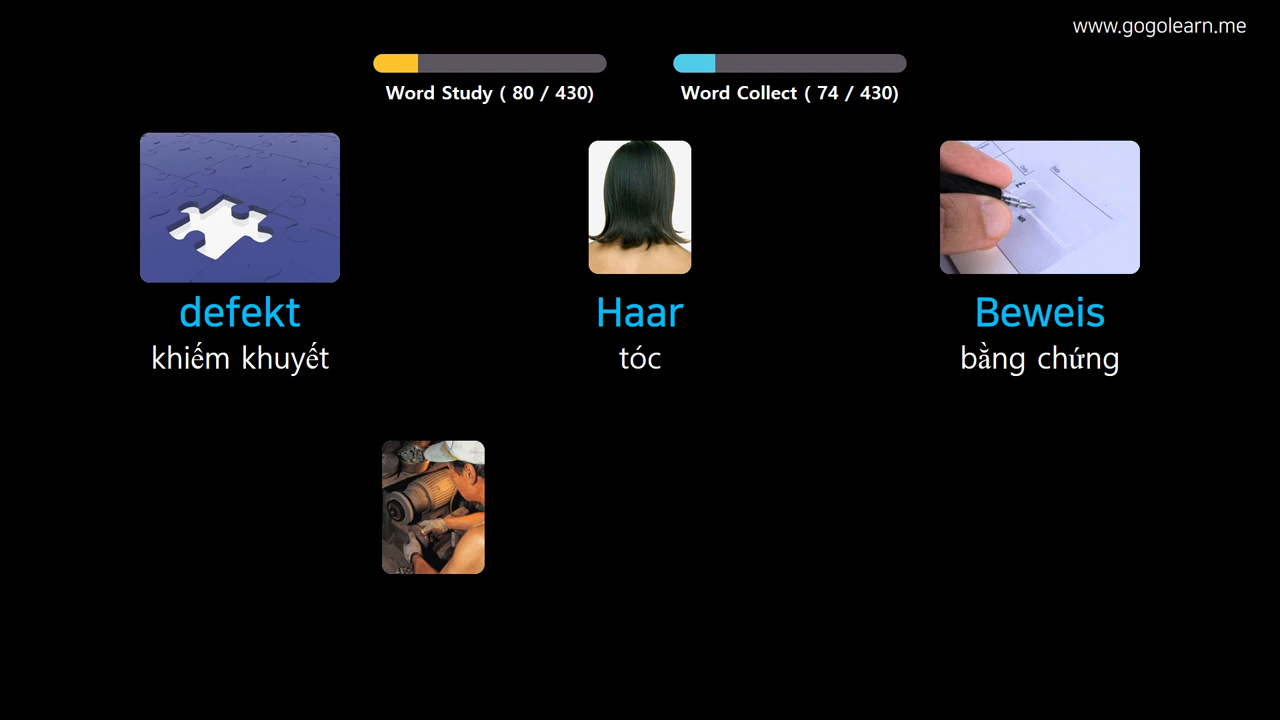 www.gogolearn.me
Word Study ( 80 / 430)
Word Collect ( 74 / 430)
defekt
khiếm khuyết
Haar
tóc
Beweis
bằng chứng